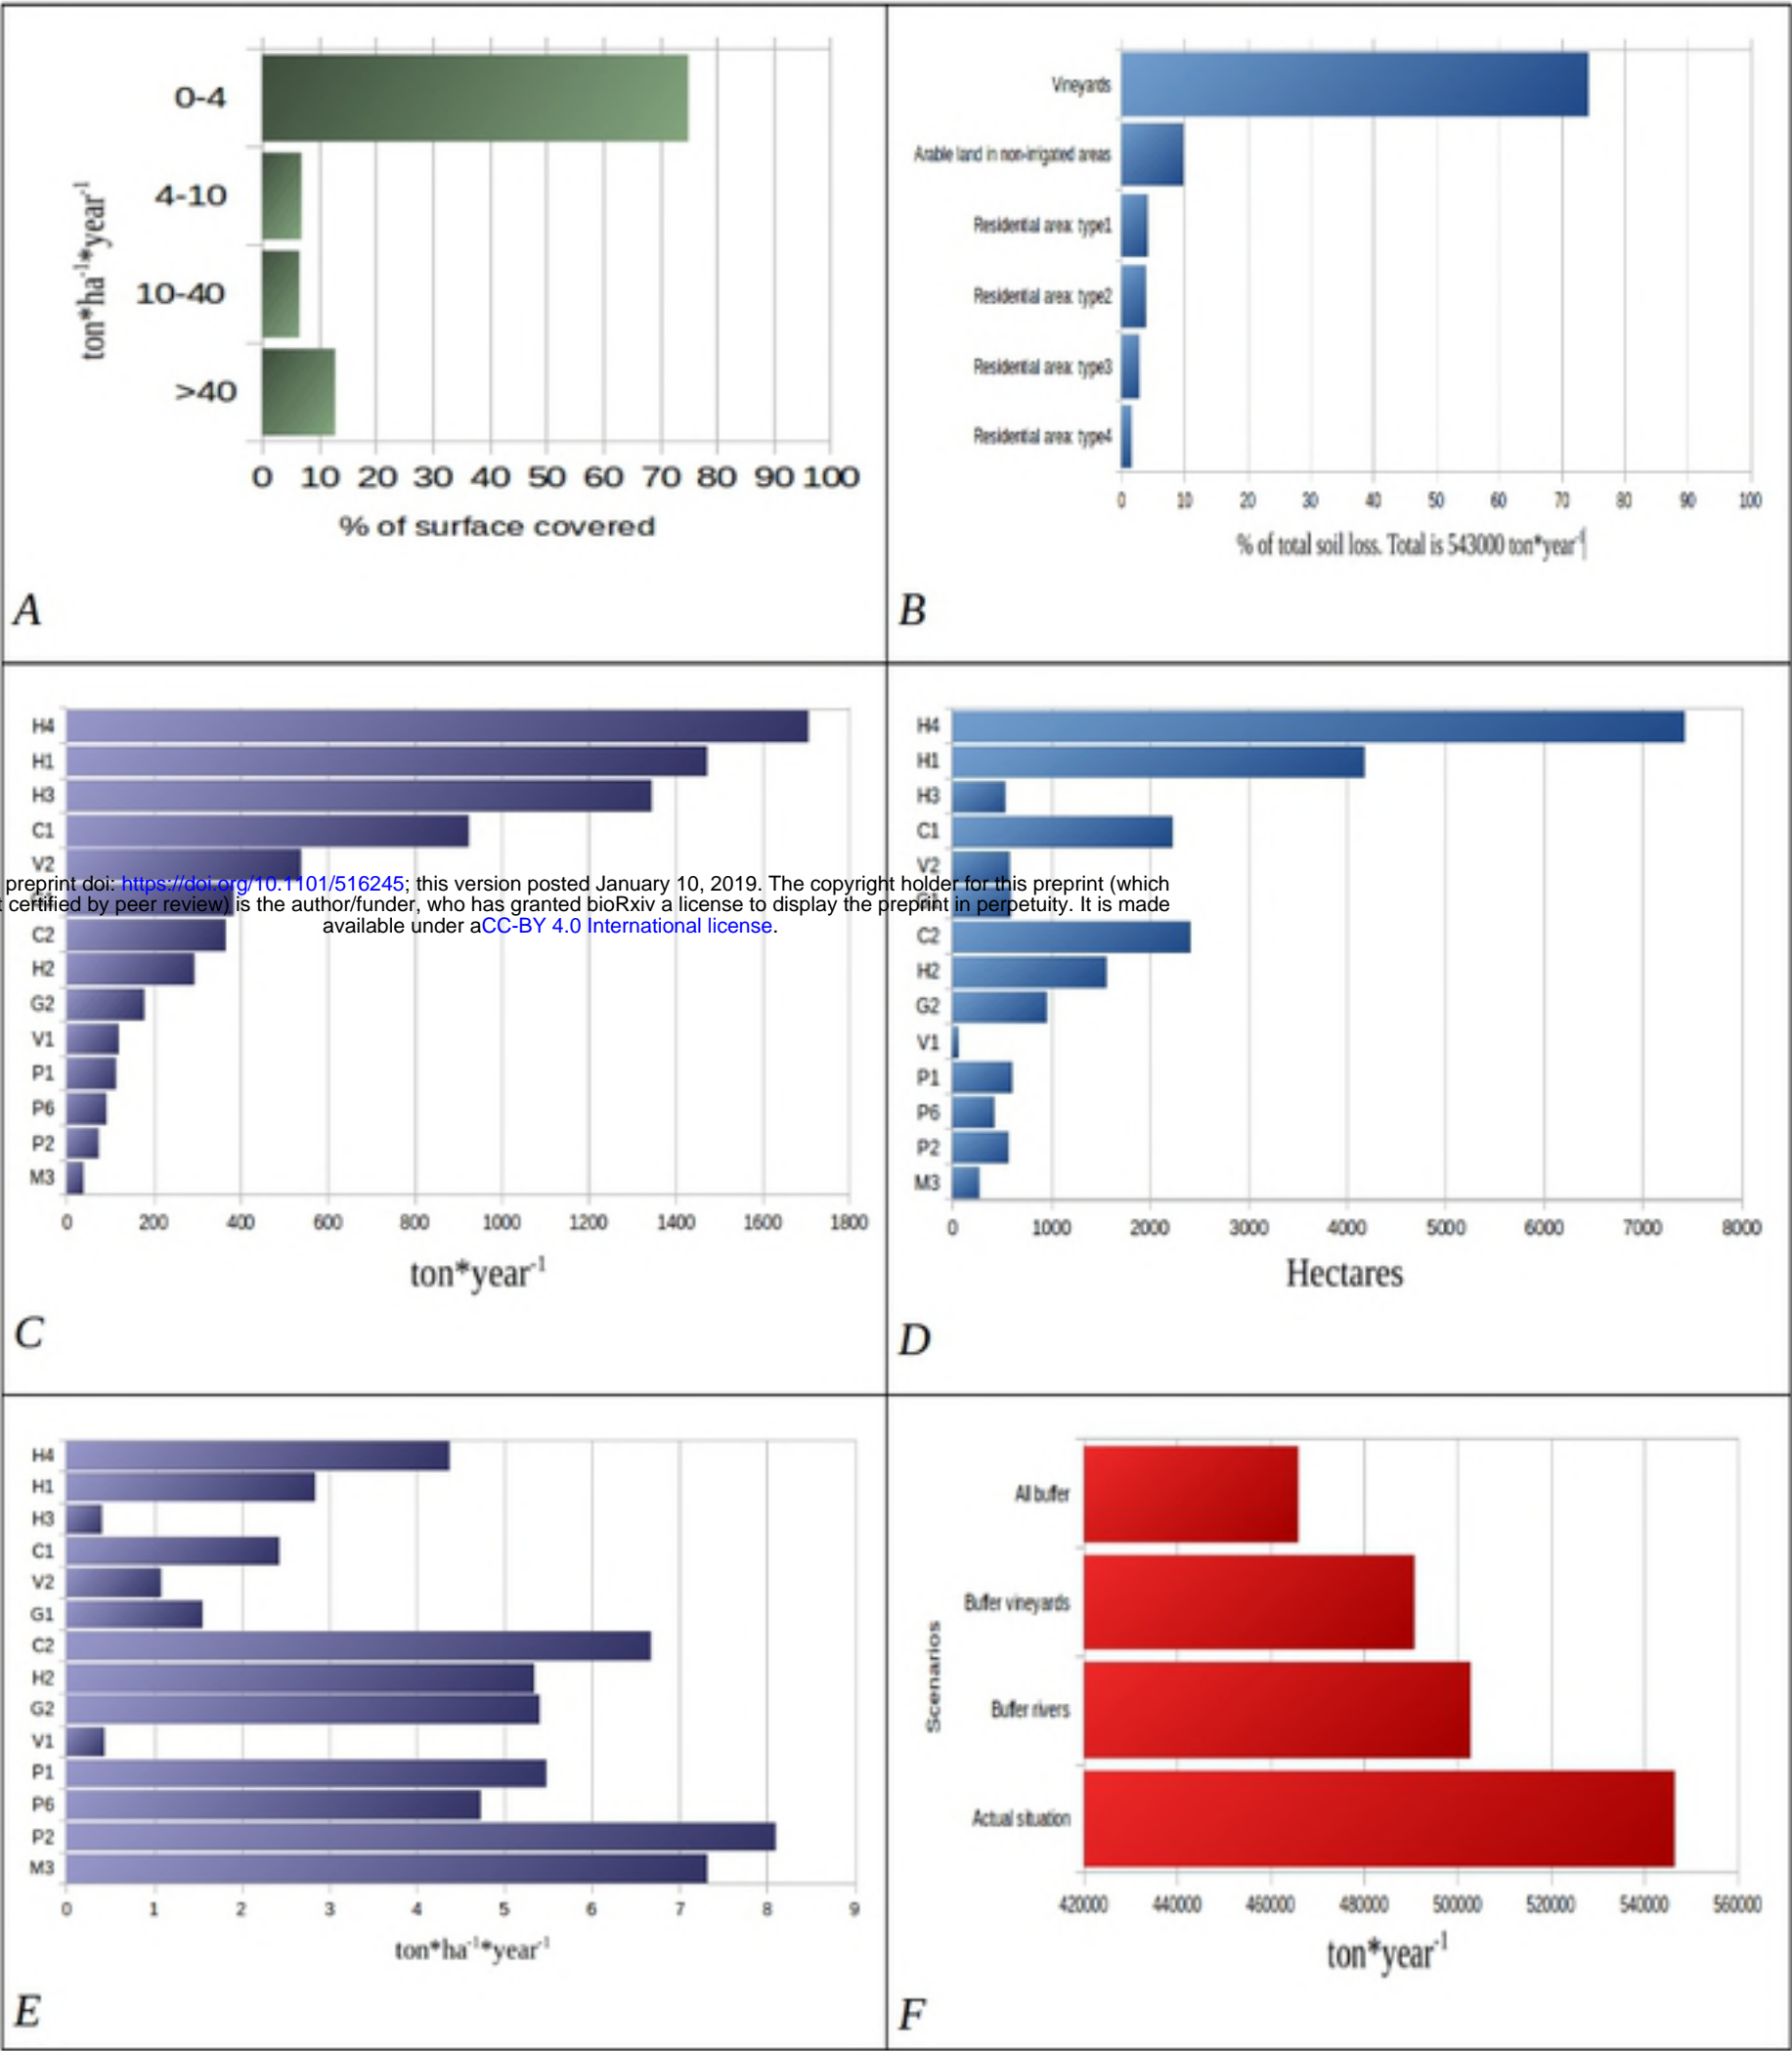 0-4
4-10
10-40
>40
ton*ha-1*year-1
0 10 20 30 40 50 60 70 80 90 100
% of surface covered
A
Vineyards
Arable land in non-irrigated areas
Residential area: type1
Residential area: type2
Residential area: type3
Residential area: type4
0 10 20 30 40 50 60 70 80 90 100
% of total soil loss. Total is 543000 ton*year-1
B
H4
H1
H3
C1
V2
C2
H2
G2
V1
P1
P6
P2
M3
0 200 400 600 800 1000 1200 1400 1600 1800
ton*year-1
C
H4
H1
H3
C1
V2
C2
H2
G2
V1
P1
P6
P2
M3
0 1000 2000 3000 4000 5000 6000 7000 8000
Hectares
D
preprint doi: https://doi.org/10.1101/516245; this version posted January 10, 2019. The copyright holder for this preprint (which
certified by peer review) is the author/funder, who has granted bioRxiv a license to display the preprint in perpetuity. It is made
available under aCC-BY 4.0 International license.
H4
H1
H3
C1
V2
G1
C2
H2
G2
V1
P1
P6
P2
M3
0 1 2 3 4 5 6 7 8 9
ton*ha-1*year-1
E
All buffer
Buffer vineyards
Buffer rivers
Actual situation
Scenarios
420000 440000 460000 480000 500000 520000 540000 560000
ton*year-1
F